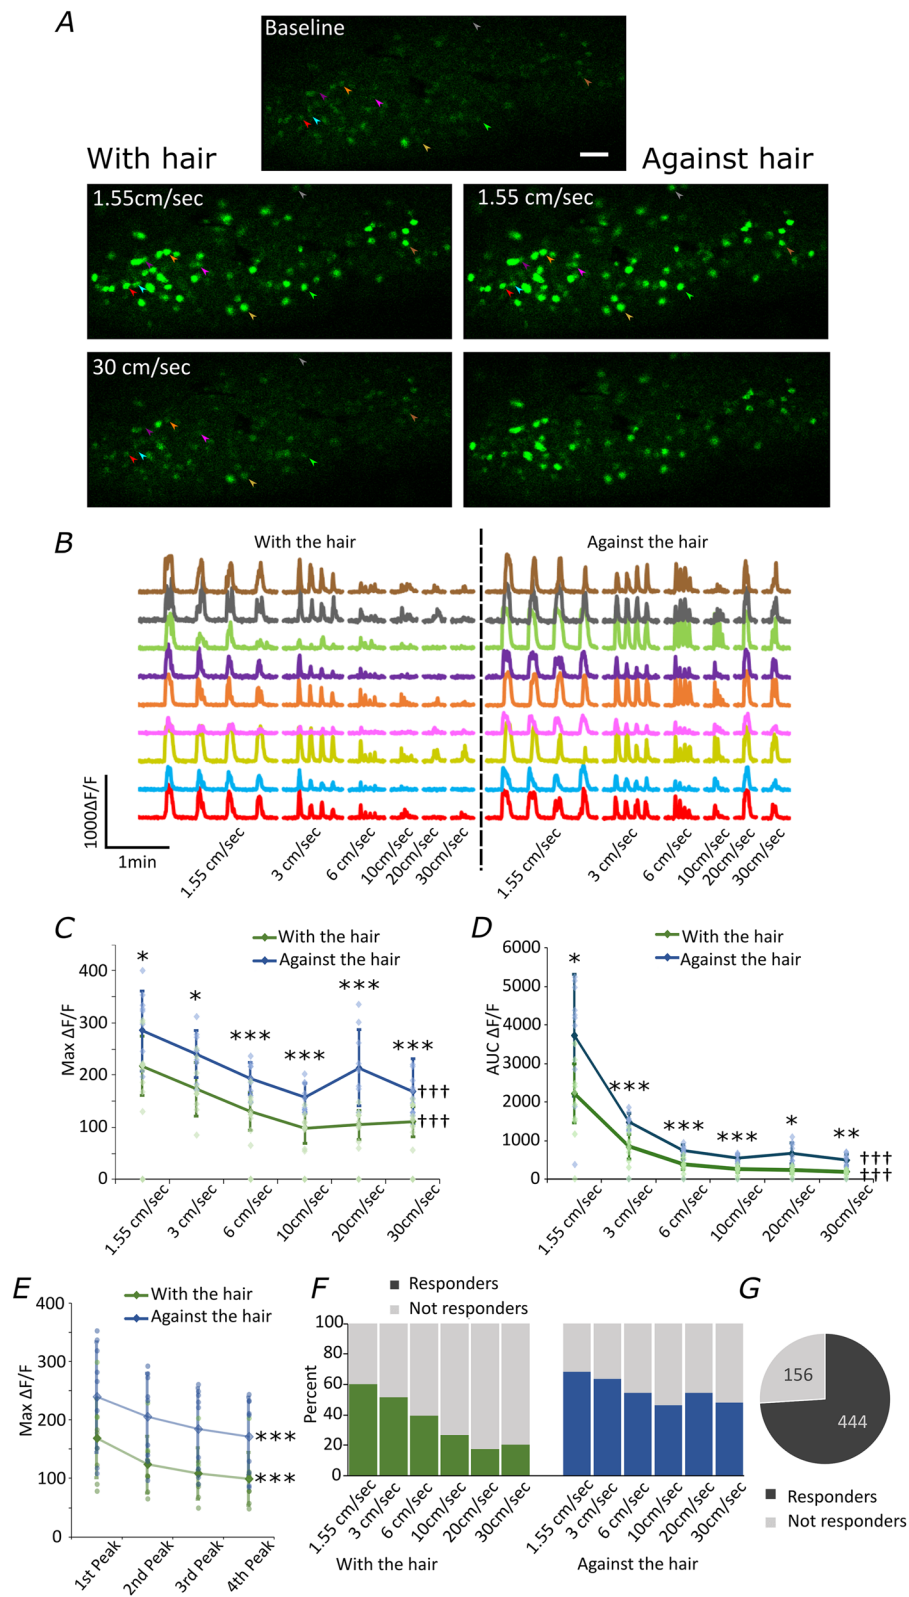 A
Baseline
With hair
Against hair
1.55cm/sec
1.55 cm/sec
30 cm/sec
B
With the hair
Against the hair
1000ΔF/F
1min
1.55 cm/sec
3 cm/sec
6 cm/sec
10cm/sec
20cm/sec
30cm/sec
1.55 cm/sec
3 cm/sec
6 cm/sec
10cm/sec
20cm/sec
30cm/sec
C
With the hair
Against the hair
Max ΔF/F
400
300
200
100
0
*
*
***
***
***
***
†††
†††
1.55 cm/sec
3 cm/sec
6 cm/sec
10cm/sec
20cm/sec
30cm/sec
D
With the hair
Against the hair
AUC ΔF/F
6000
5000
4000
3000
2000
1000
0
*
***
***
***
*
**
†††
†††
1.55 cm/sec
3 cm/sec
6 cm/sec
10cm/sec
20cm/sec
30cm/sec
E
With the hair
Against the hair
Max ΔF/F
400
300
200
100
0
***
***
1st Peak
2nd Peak
3rd Peak
4th Peak
F
Responders
Not responders
Percent
100
80
60
40
20
0
1.55 cm/sec
3 cm/sec
6 cm/sec
10cm/sec
20cm/sec
30cm/sec
With the hair
1.55 cm/sec
3 cm/sec
6 cm/sec
10cm/sec
20cm/sec
30cm/sec
Against the hair
G
156
444
Responders
Not responders